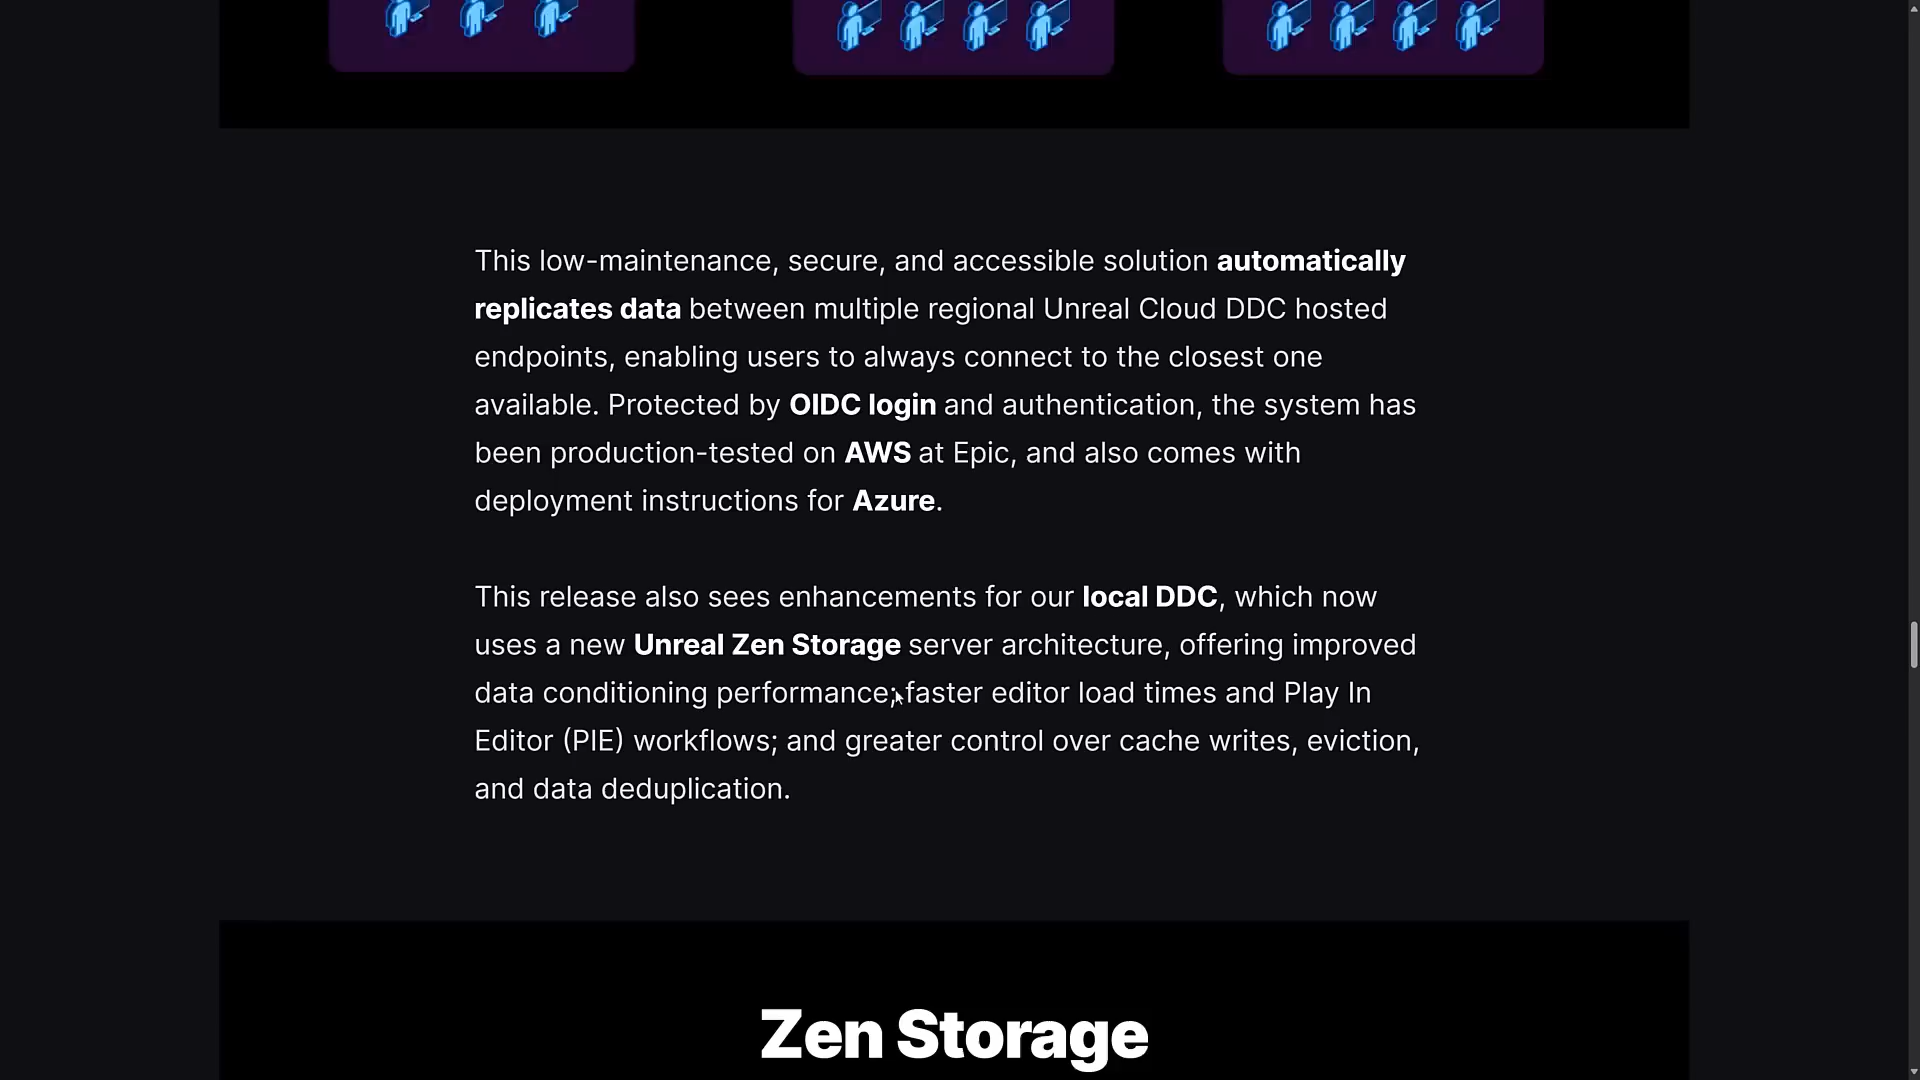 This low-maintenance, secure, and accessible solution automatically
replicates data between multiple regional Unreal Cloud DDC hosted
endpoints, enabling users to always connect to the closest one
available. Protected by OIDC login and authentication, the system has
been production-tested on AWS at Epic, and also comes with
deployment instructions for Azure.
This release also sees enhancements for our local DDC, which now
uses a new Unreal Zen Storage server architecture, offering improved
data conditioning performance; faster editor load times and Play In
Editor (PIE) workflows; and greater control over cache writes, eviction,
and data deduplication.
Zen Storage